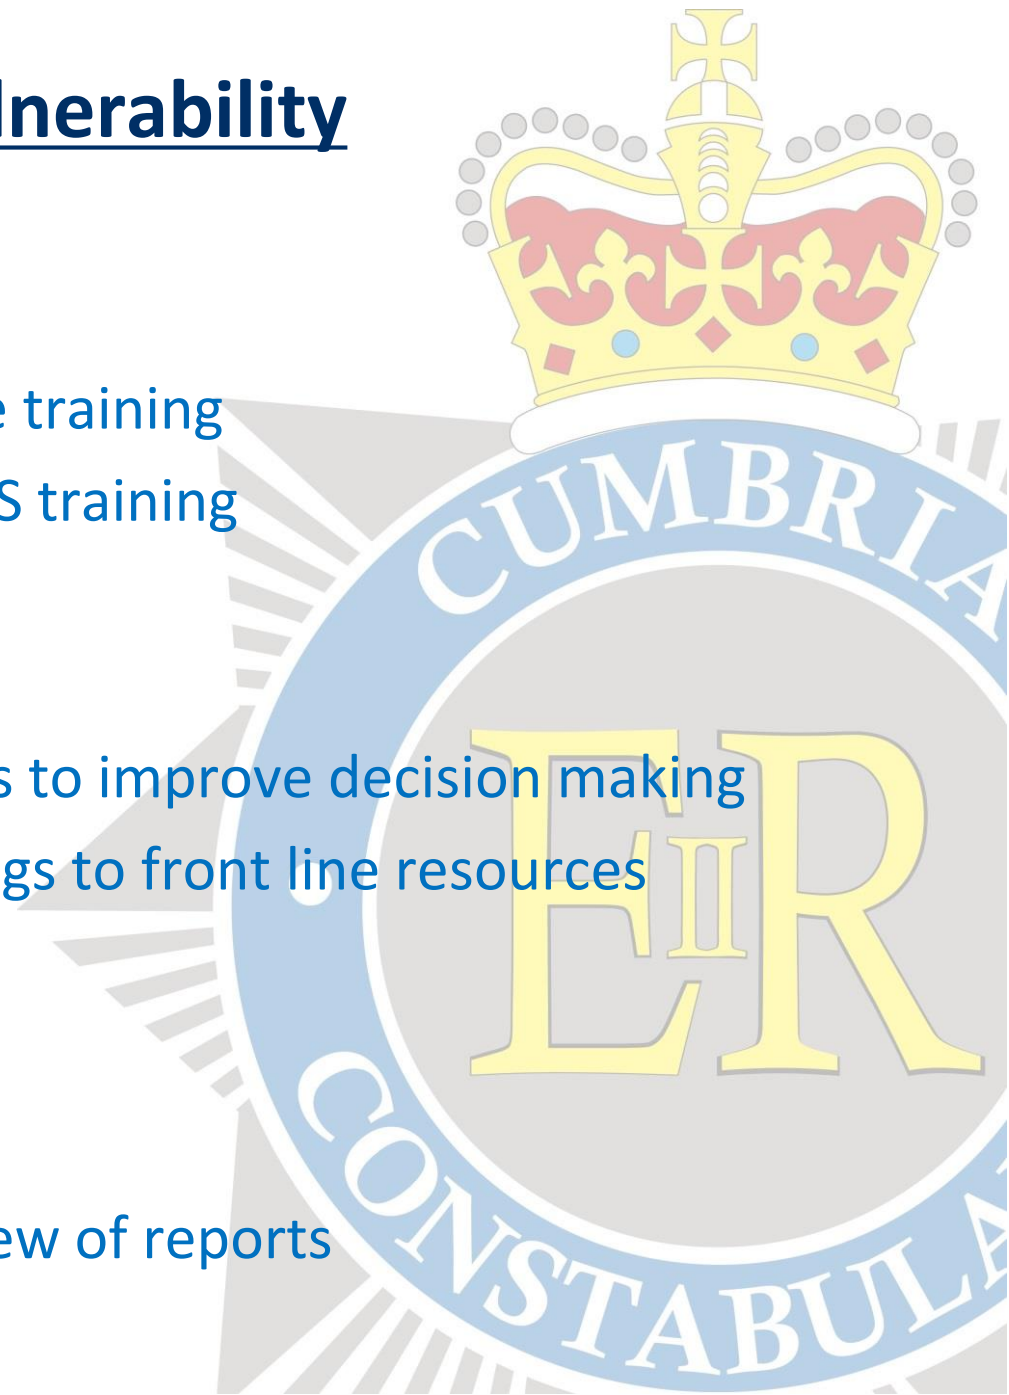 lnerability
e training
S training
s to improve decision making
gs to front line resources
ew of reports
CUMBRIA
EIIR
CONSTABULA